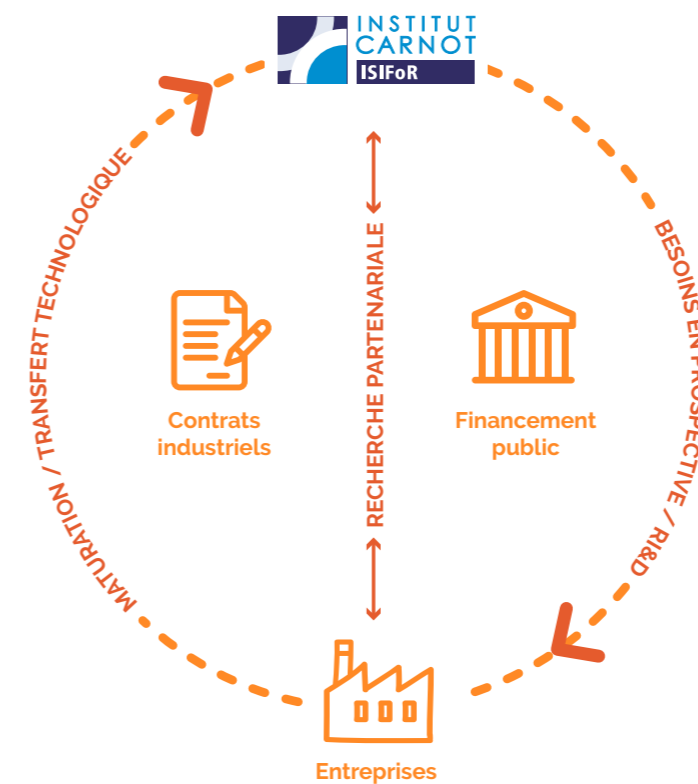 INSTITUT
CARNOT
ISIFoR
MATURATION / TRANSFERT TECHNOLOGIQUE
RECHERCHE PARTENARIALE
BESOINS EN PROSPECTIVE / RI&D
Contrats
industriels
Financement
public
Entreprises